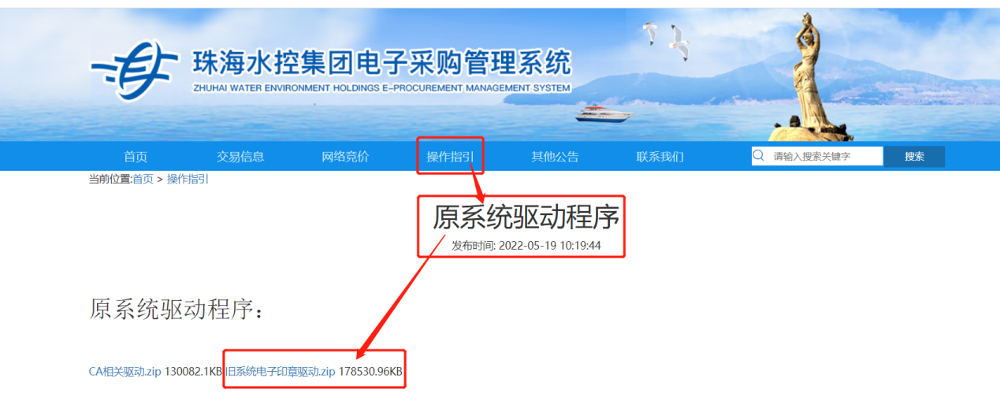 珠海水控集团电子采购管理系统
ZHUHAI WATER ENVIRONMENT HOLDINGS E-PROCUREMENT MANAGEMENT SYSTEM
首页 交易信息 网络竞价 操作指引 其他公告 联系我们 请输入搜索关键字 搜索
当前位置:首页 > 操作指引
原系统驱动程序
发布时间: 2022-05-19 10:19:44
原系统驱动程序：
CA相关驱动.zip 130082.1KB 旧系统电子印章驱动.zip 178530.96KB